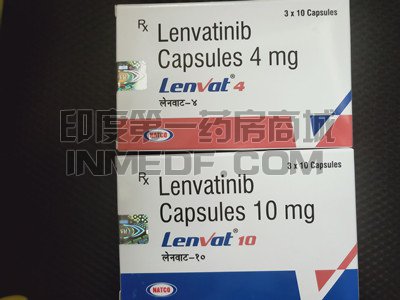 Rx Lenvatinib 3 x 10 Capsules
Capsules 4 mg
Lenvat® 4
लेनवाट-४
NATCO
印度第一药房商城
INMEDF.COM
Rx Lenvatinib 3 x 10 Capsules
Capsules 10 mg
Lenvat® 10
लेनवाट-१०
NATCO